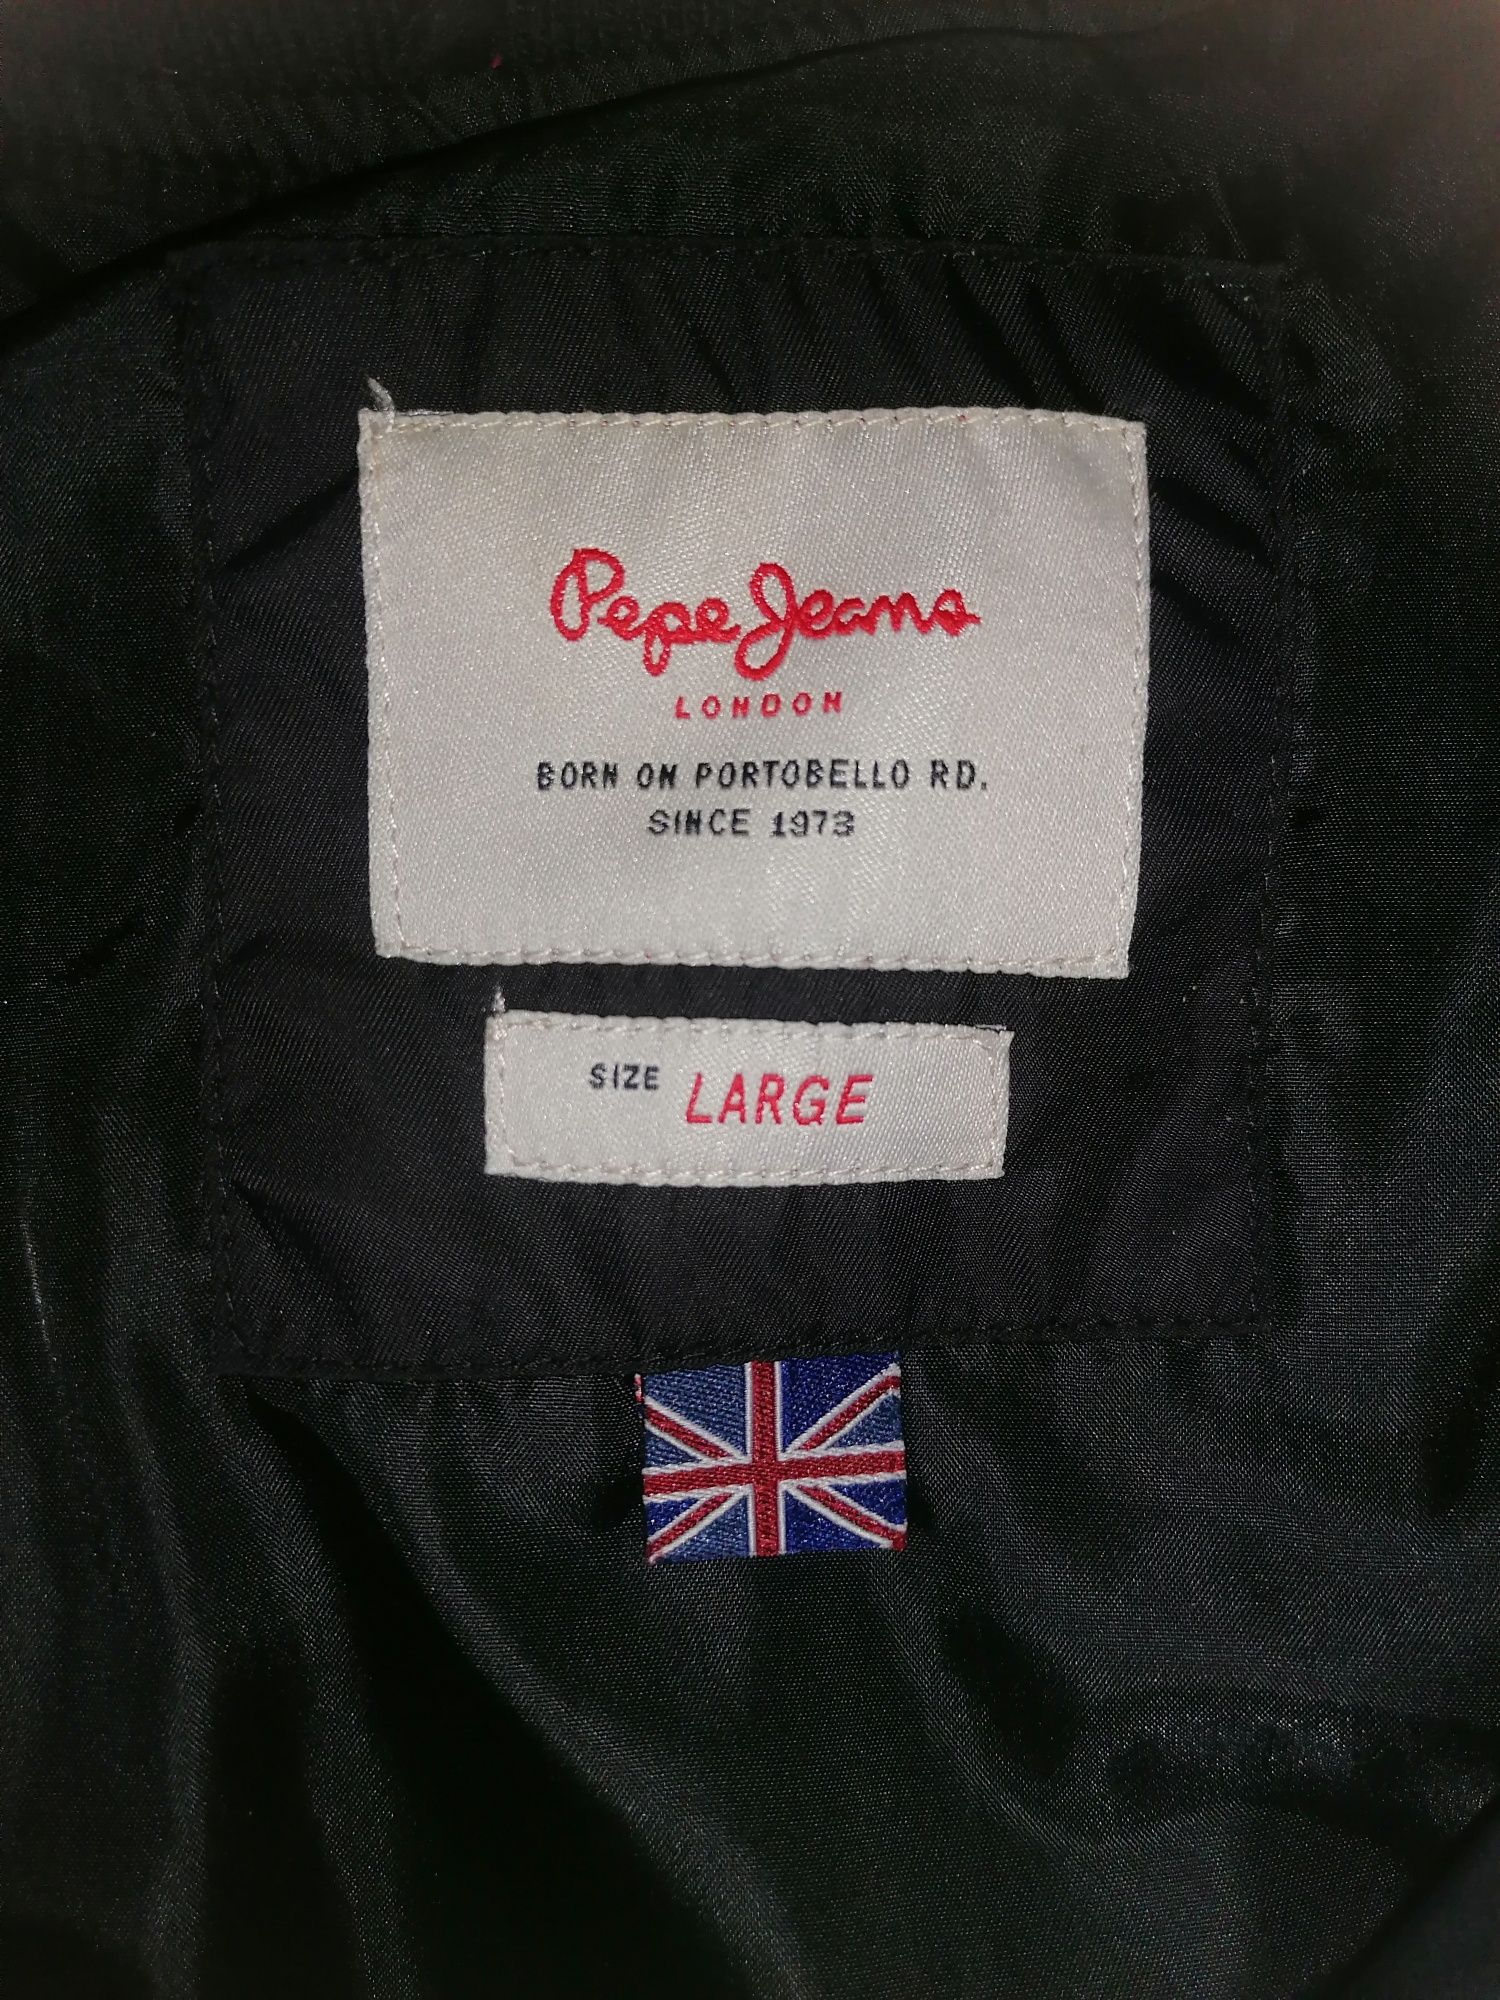 Pepe Jeans
LONDON
BORN ON PORTOBELLO RD.
SINCE 1973
SIZE LARGE